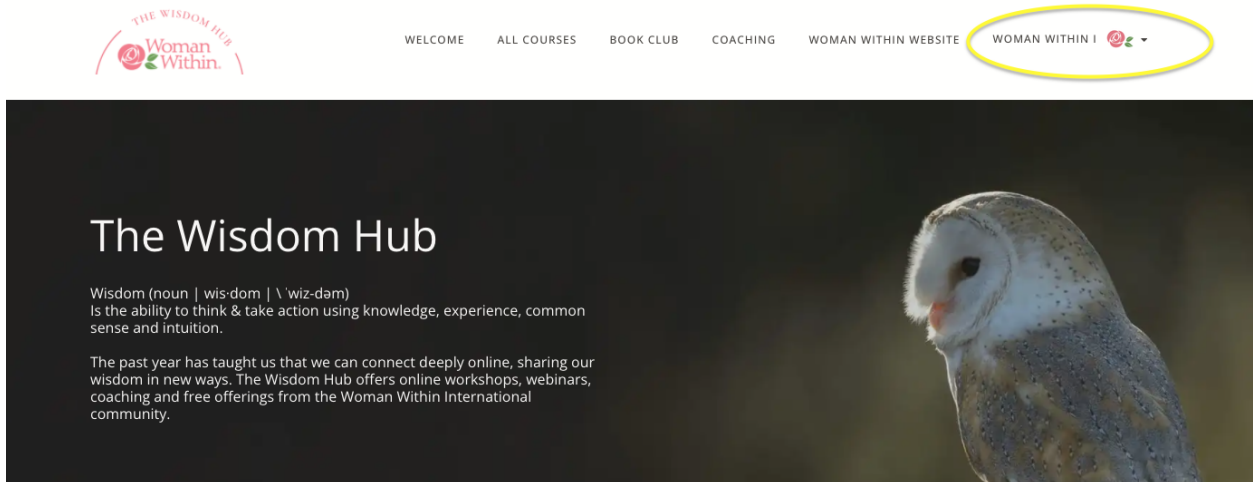 THE WISDOM HUB
Woman
Within.
WELCOME
ALL COURSES
BOOK CLUB
COACHING
WOMAN WITHIN WEBSITE
WOMAN WITHIN I
The Wisdom Hub
Wisdom (noun | wis·dom | \ ˈwiz-dəm)
Is the ability to think & take action using knowledge, experience, common
sense and intuition.
The past year has taught us that we can connect deeply online, sharing our
wisdom in new ways. The Wisdom Hub offers online workshops, webinars,
coaching and free offerings from the Woman Within International
community.